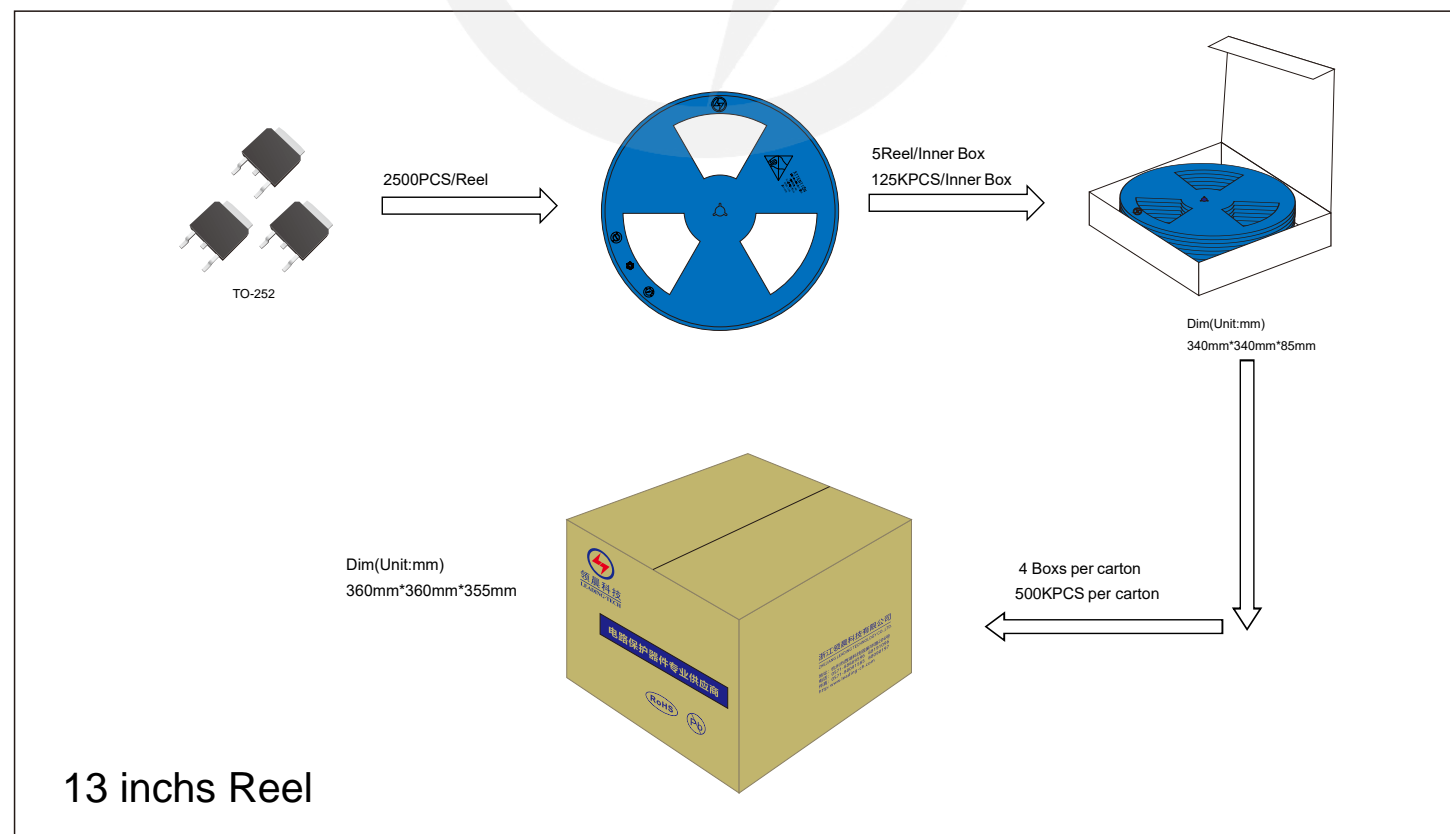 TO-252
2500PCS/Reel
5Reel/Inner Box
125KPCS/Inner Box
Dim(Unit:mm)
340mm*340mm*85mm
4 Boxs per carton
500KPCS per carton
Dim(Unit:mm)
360mm*360mm*355mm
领晨科技
LEADING-TECH
电路保护器件专业供应商
RoHS
Pb
浙江领晨科技有限公司
13 inchs Reel